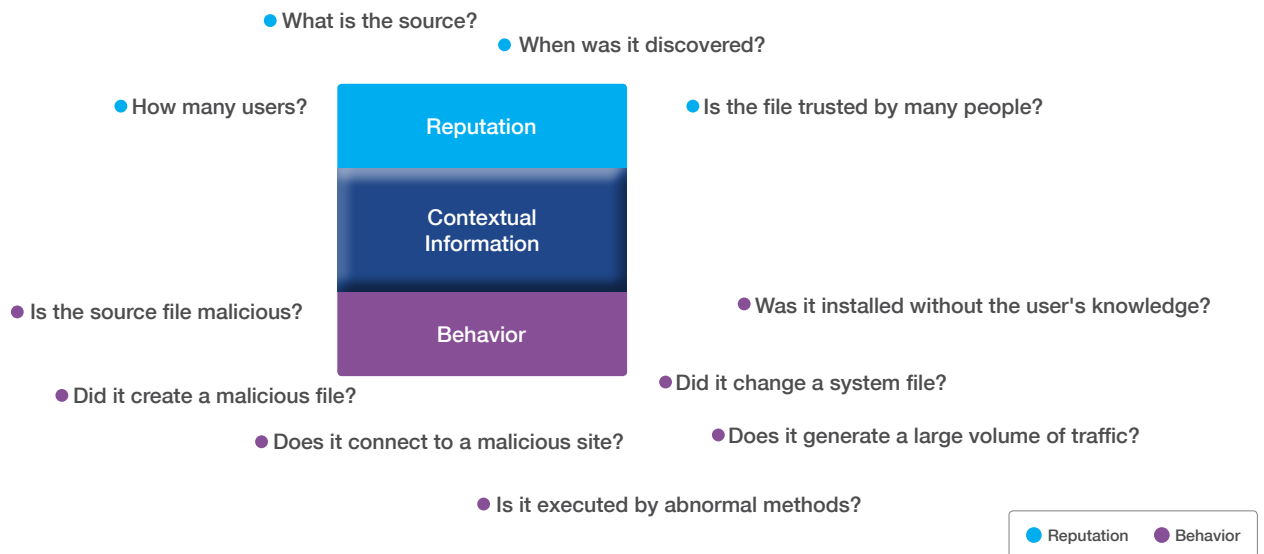 What is the source?
When was it discovered?
How many users?
Reputation
Is the file trusted by many people?
Contextual
Information
Is the source file malicious?
Behavior
Was it installed without the user's knowledge?
Did it create a malicious file?
Did it change a system file?
Does it connect to a malicious site?
Does it generate a large volume of traffic?
Is it executed by abnormal methods?
Reputation
Behavior